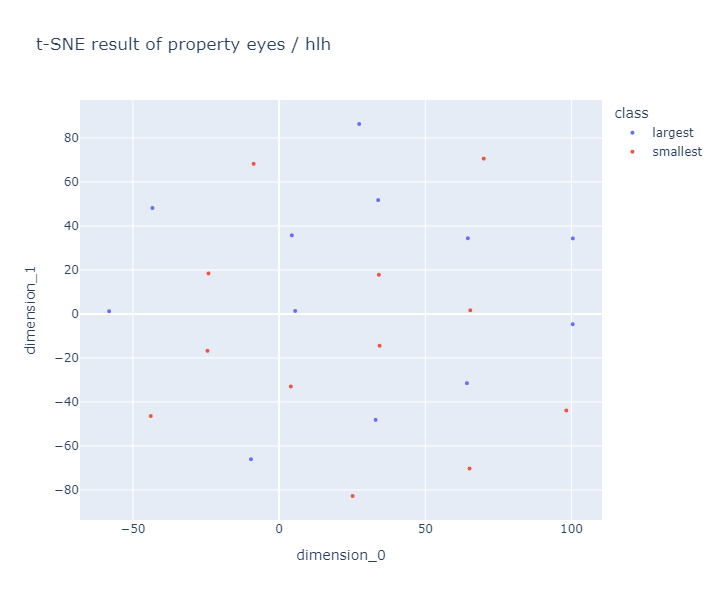 t-SNE result of property eyes / hlh
class
largest
smallest
80
60
40
20
0
−20
−40
−60
−80
dimension_1
−50
0
50
100
dimension_0